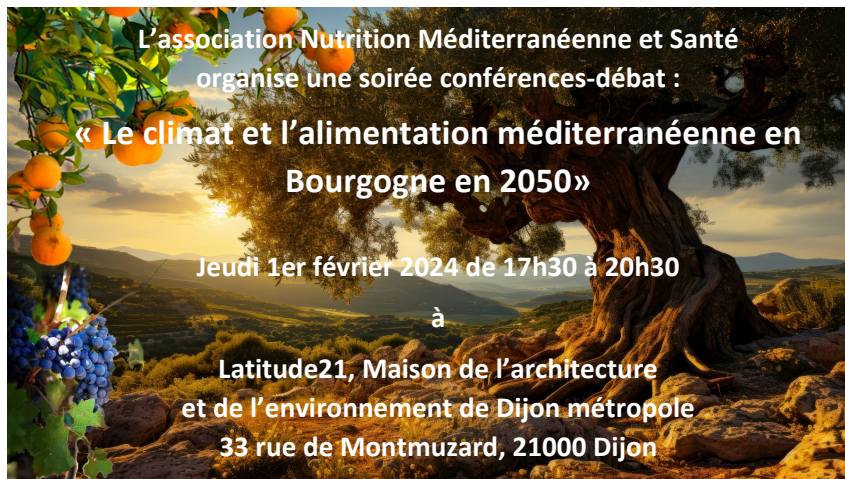 L’association Nutrition Méditerranéenne et Santé
organise une soirée conférences-débat :
« Le climat et l’alimentation méditerranéenne en
Bourgogne en 2050»
Jeudi 1er février 2024 de 17h30 à 20h30
à
Latitude21, Maison de l’architecture
et de l’environnement de Dijon métropole
33 rue de Montmuzard, 21000 Dijon